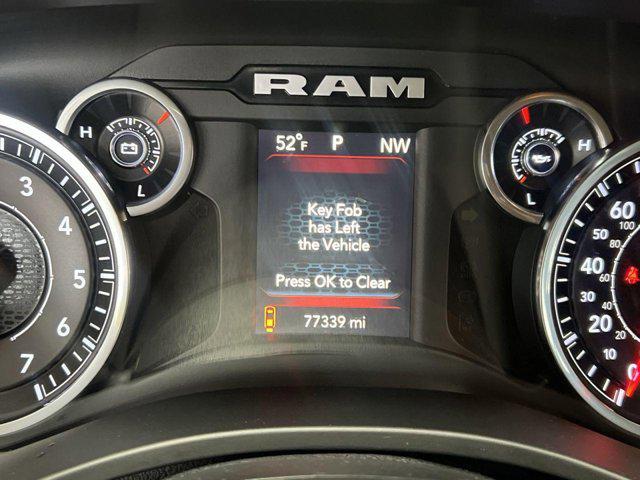 RAM
52°F P NW
Key Fob
has Left
the Vehicle
Press OK to Clear
77339 mi
H
L
H
L
3
4
5
6
7
60
100
50
80
40
60
30
40
20
20
10
0